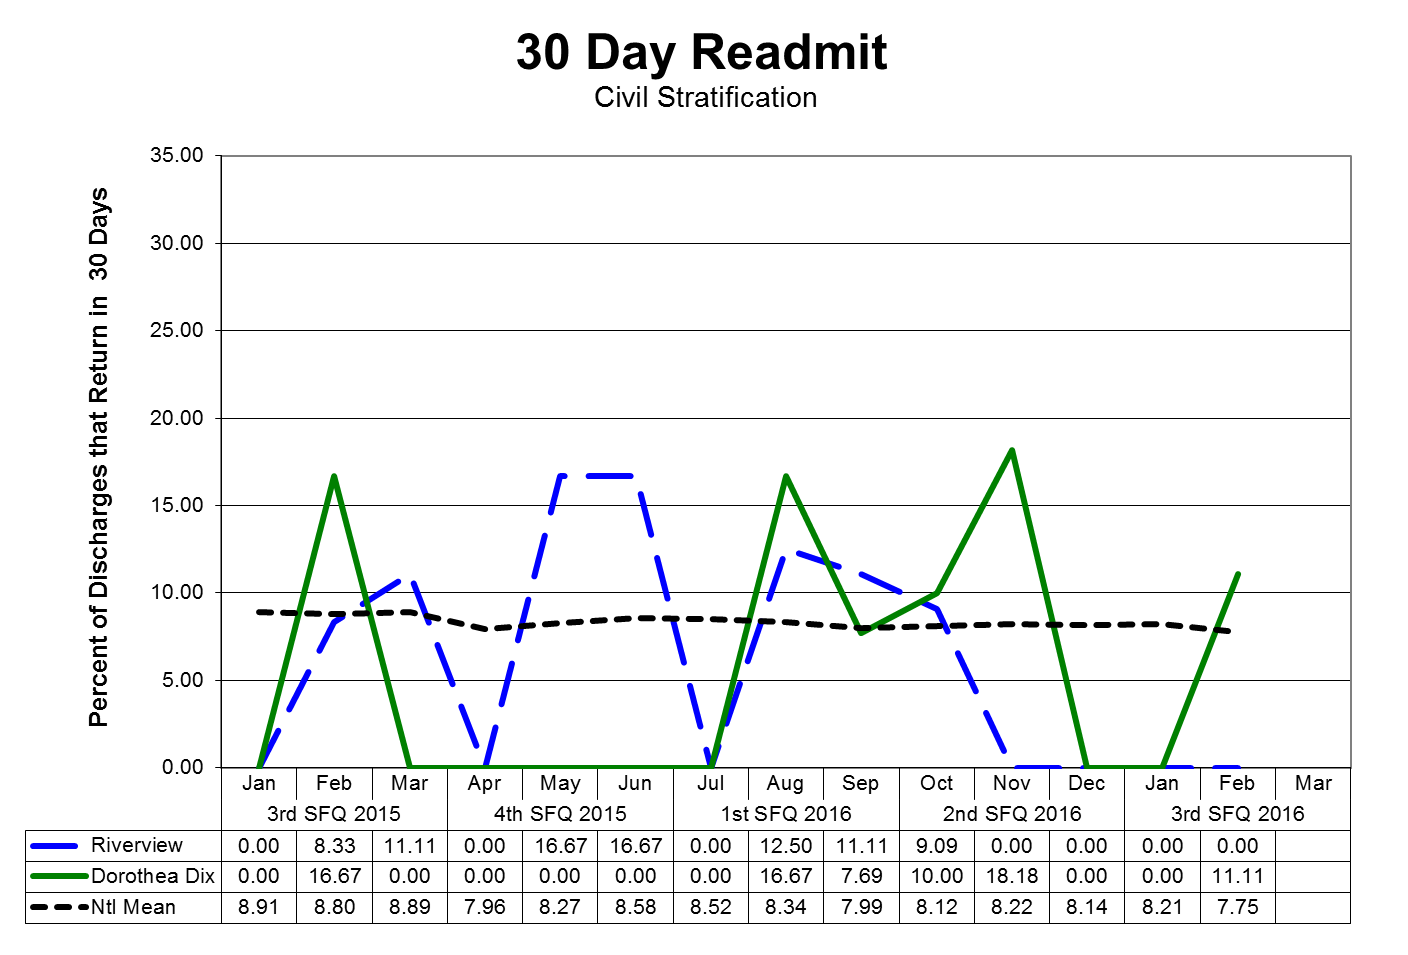 30 Day Readmit
Civil Stratification
Percent of Discharges that Return in 30 Days
35.00
30.00
25.00
20.00
15.00
10.00
5.00
0.00
Jan Feb Mar Apr May Jun Jul Aug Sep Oct Nov Dec Jan Feb Mar
3rd SFQ 2015 4th SFQ 2015 1st SFQ 2016 2nd SFQ 2016 3rd SFQ 2016
Riverview 0.00 8.33 11.11 0.00 16.67 16.67 0.00 12.50 11.11 9.09 0.00 0.00 0.00 0.00
Dorothea Dix 0.00 16.67 0.00 0.00 0.00 0.00 0.00 16.67 7.69 10.00 18.18 0.00 0.00 11.11
Ntl Mean 8.91 8.80 8.89 7.96 8.27 8.58 8.52 8.34 7.99 8.12 8.22 8.14 8.21 7.75